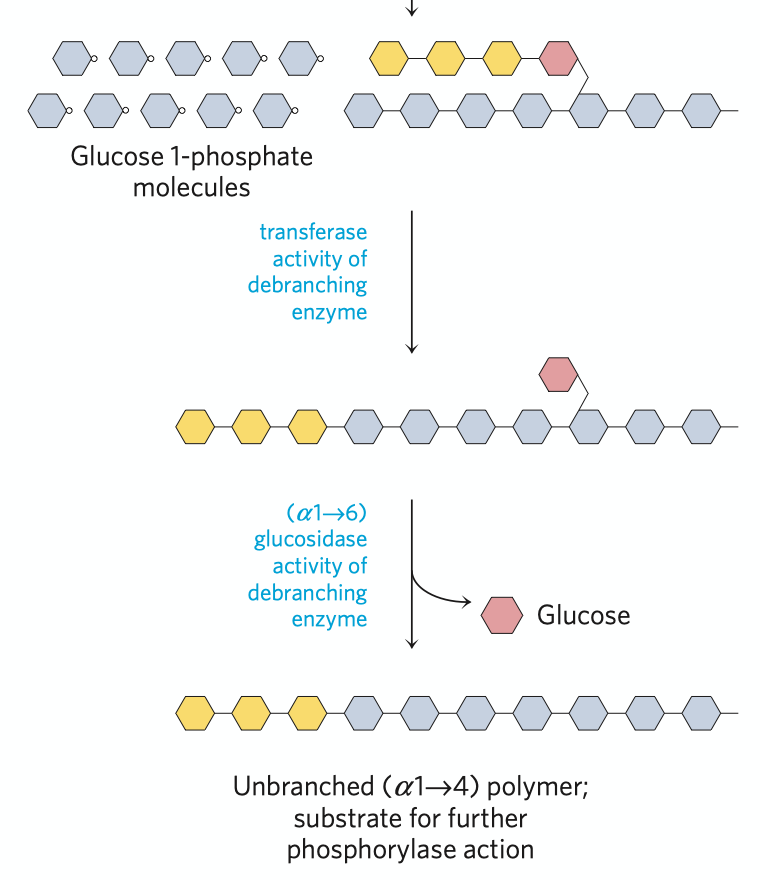 Glucose 1-phosphate
molecules
transferase
activity of
debranching
enzyme
(α1→6)
glucosidase
activity of
debranching
enzyme
Glucose
Unbranched (α1→4) polymer;
substrate for further
phosphorylase action